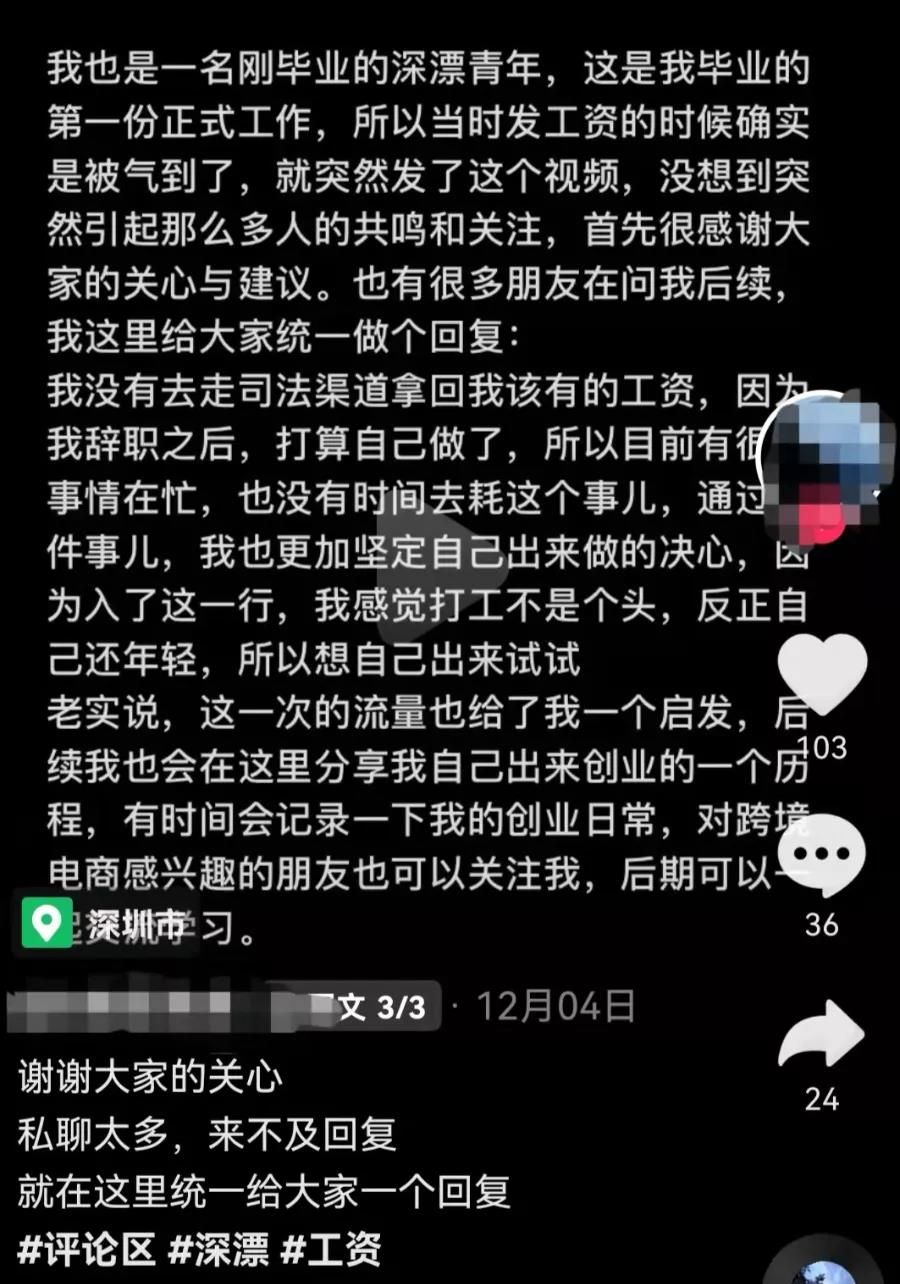 我也是一名刚毕业的深漂青年，这是我毕业的
第一份正式工作，所以当时发工资的时候确实
是被气到了，就突然发了这个视频，没想到突
然引起那么多人的共鸣和关注，首先很感谢大
家的关心与建议。也有很多朋友在问我后续，
我这里给大家统一做个回复：
我没有去走司法渠道拿回我该有的工资，因为
我辞职之后，打算自己做了，所以目前有很
事情在忙，也没有时间去耗这个事儿，通过
件事儿，我也更加坚定自己出来做的决心，因
为入了这一行，我感觉打工不是个头，反正自
己还年轻，所以想自己出来试试
老实说，这一次的流量也给了我一个启发，后
续我也会在这里分享我自己出来创业的一个历
程，有时间会记录一下我的创业日常，对跨境
电商感兴趣的朋友也可以关注我，后期可以一
学习。
103
36
24
深圳市
文 3/3 · 12月04日
谢谢大家的关心
私聊太多，来不及回复
就在这里统一给大家一个回复
#评论区 #深漂 #工资